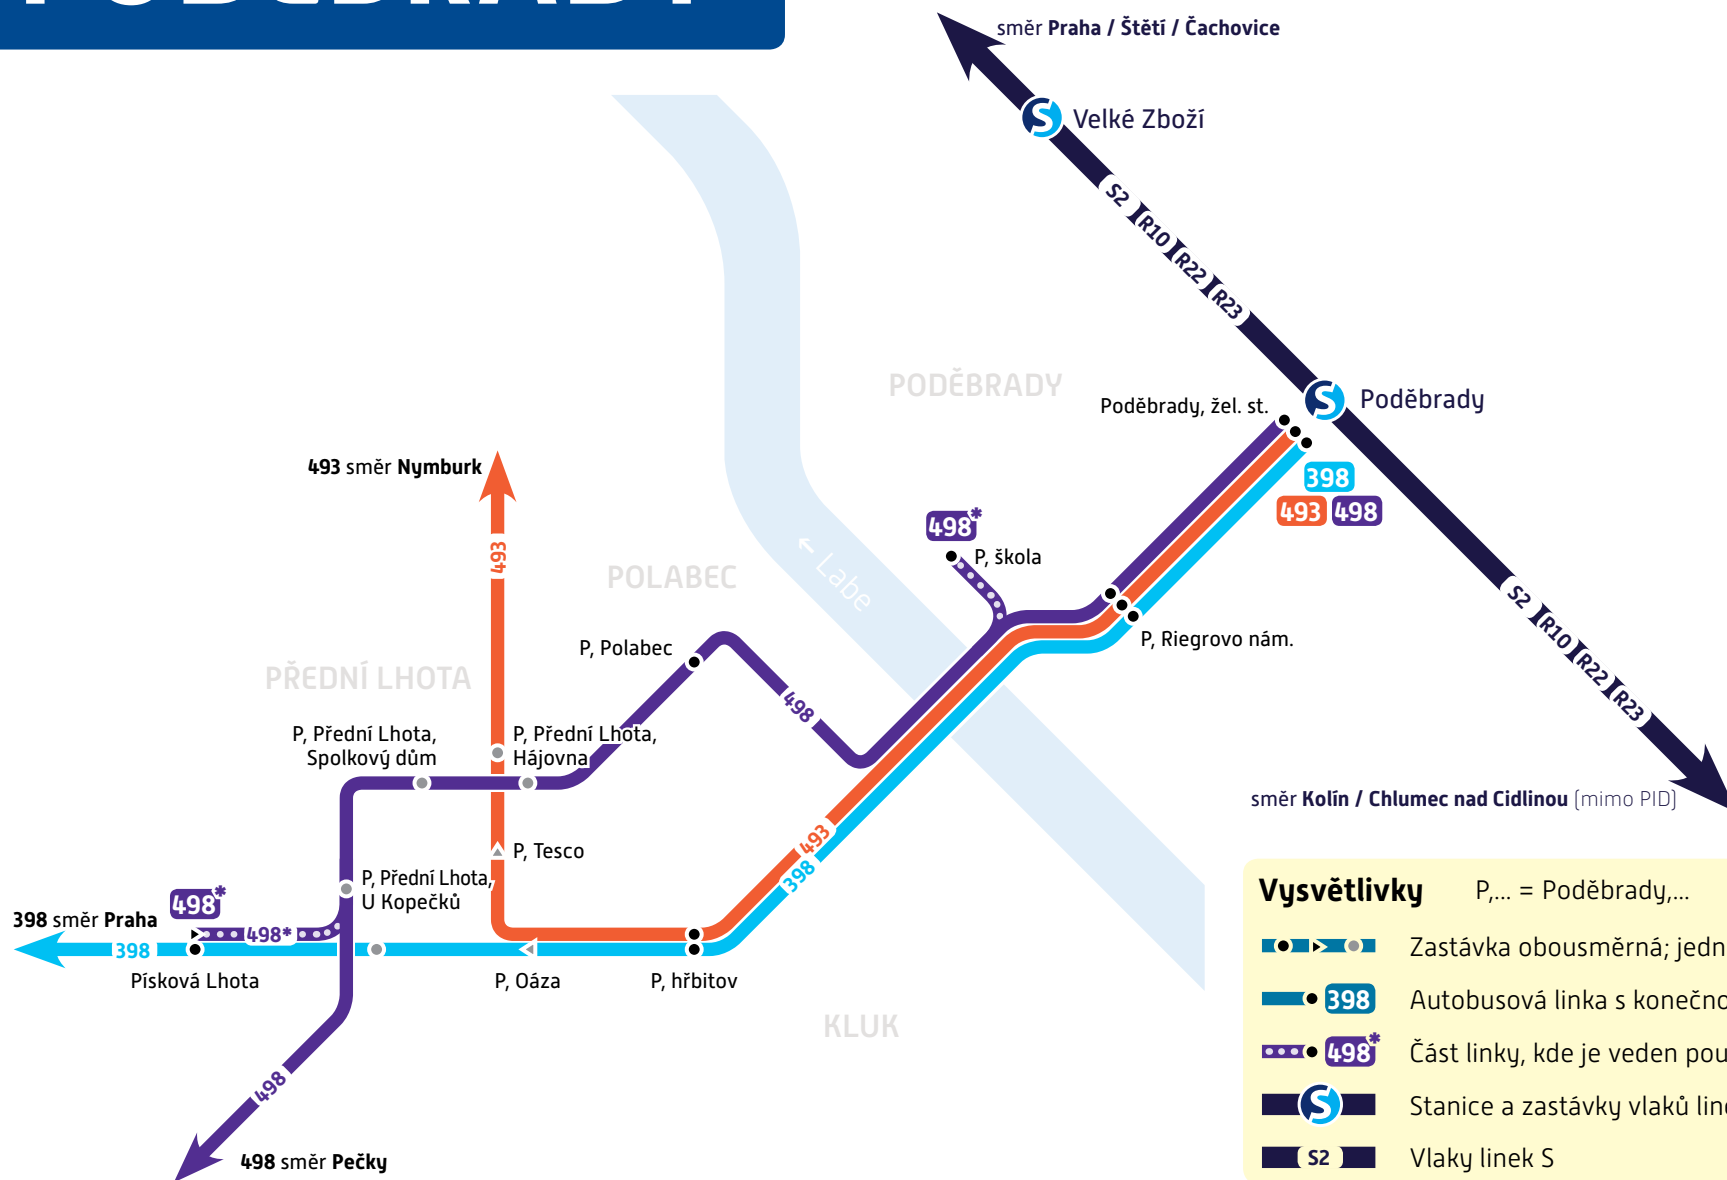 PODĚBRADY
směr Praha / Štětí / Čachovice
Velké Zboží
S2 R10 R22 R23
PODĚBRADY
Poděbrady, žel. st.
Poděbrady
398
493 498
493 směr Nymburk
493
498*
P, škola
← Labe
POLABEC
P, Riegrovo nám.
S2 R10 R22 R23
P, Polabec
PŘEDNÍ LHOTA
498
P, Přední Lhota,
Spolkový dům
P, Přední Lhota,
Hájovna
směr Kolín / Chlumec nad Cidlinou (mimo PID)
493
398
P, Tesco
P, Přední Lhota,
U Kopečků
498*
398 směr Praha
498*
398
Písková Lhota
P, Oáza
P, hřbitov
KLUK
498
498 směr Pečky
Vysvětlivky P,... = Poděbrady,...
Zastávka obousměrná; jedn
398 Autobusová linka s konečno
498* Část linky, kde je veden pou
Stanice a zastávky vlaků lin
S2 Vlaky linek S